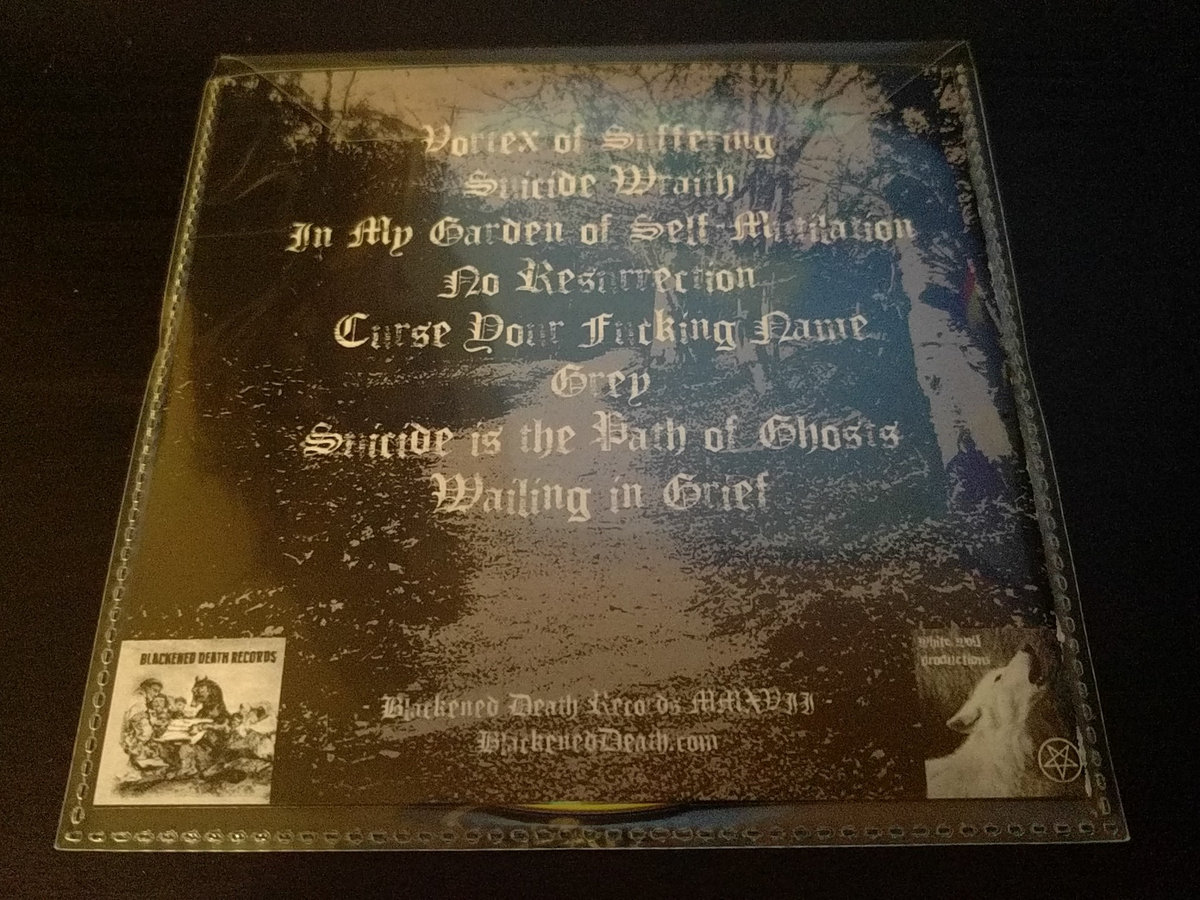 Vortex of Suffering
Suicide Wraith
In My Garden of Self-Mutilation
No Resurrection
Curse Your Fucking Name
Grey
Suicide is the Path of Ghosts
Wailing in Grief
BLACKENED DEATH RECORDS
White Wolf
productions
Blackened Death Records MMXVII
BlackenedDeath.com